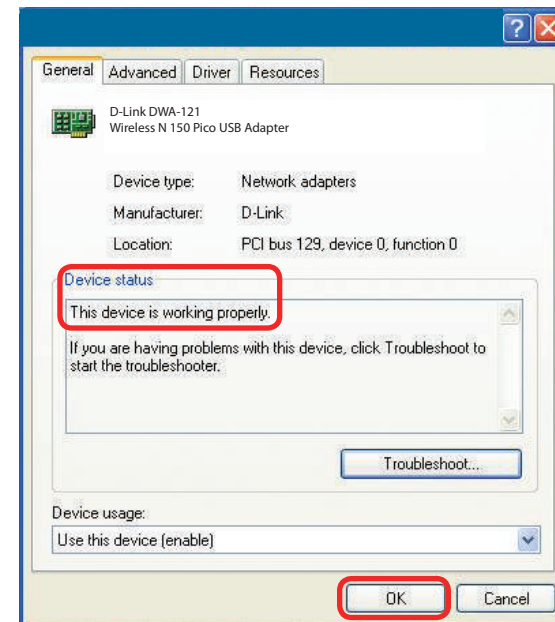 General Advanced Driver Resources
D-Link DWA-121
Wireless N 150 Pico USB Adapter
Device type: Network adapters
Manufacturer: D-Link
Location: PCI bus 129, device 0, function 0
Device status
This device is working properly.
If you are having problems with this device, click Troubleshoot to
start the troubleshooter.
Troubleshoot...
Device usage:
Use this device (enable)
OK Cancel